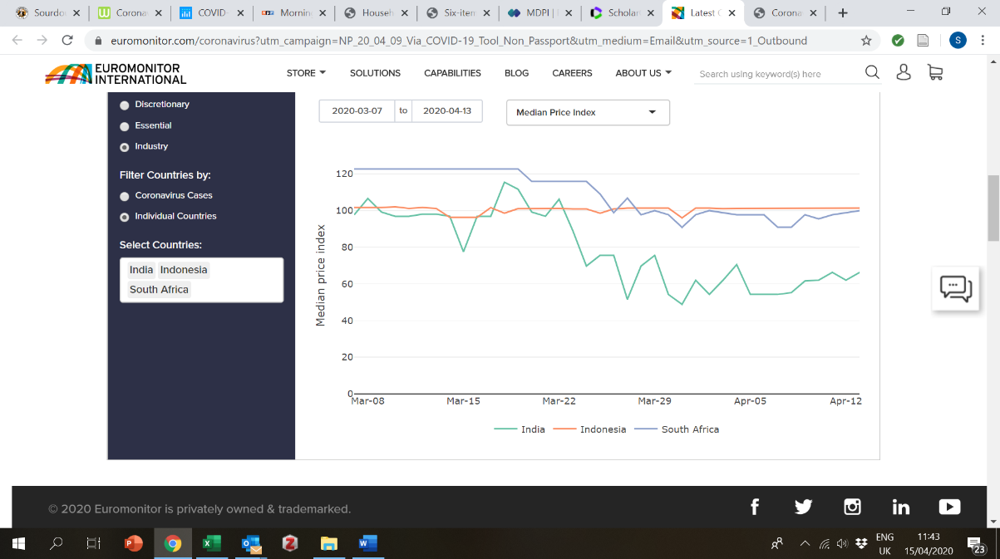 Sourdo
Corona
COVID-
Mornin
Househ
Six-item
MDPI |
Scholar
Latest C
Corona
euromonitor.com/coronavirus?utm_campaign=NP_20_04_09_Via_COVID-19_Tool_Non_Passport&utm_medium=Email&utm_source=1_Outbound
S
EUROMONITOR
INTERNATIONAL
STORE
SOLUTIONS
CAPABILITIES
BLOG
CAREERS
ABOUT US
Search using keyword(s) here
Discretionary
Essential
Industry
Filter Countries by:
Coronavirus Cases
Individual Countries
Select Countries:
India Indonesia
South Africa
2020-03-07 to 2020-04-13
Median Price Index
Median price index
120
100
80
60
40
20
0
Mar-08 Mar-15 Mar-22 Mar-29 Apr-05 Apr-12
India Indonesia South Africa
© 2020 Euromonitor is privately owned & trademarked.
ENG
UK
11:43
15/04/2020
23